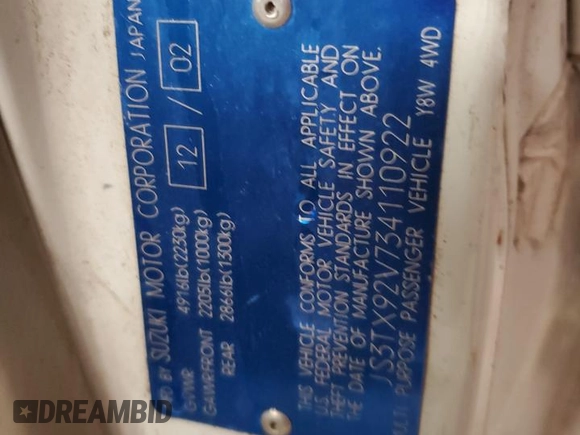 BY SUZUKI MOTOR CORPORATION JAPAN
GVWR 4916lb(2230kg) 12 / 02
GAWRFRONT 2205lb(1000kg)
REAR 2866lb(1300kg)
THIS VEHICLE CONFORMS TO ALL APPLICABLE
U.S. FEDERAL MOTOR VEHICLE SAFETY AND
THEFT PREVENTION STANDARDS IN EFFECT ON
THE DATE OF MANUFACTURE SHOWN ABOVE.
JS3TX92V734110922
PURPOSE PASSENGER VEHICLE Y8W 4WD
DREAMBID